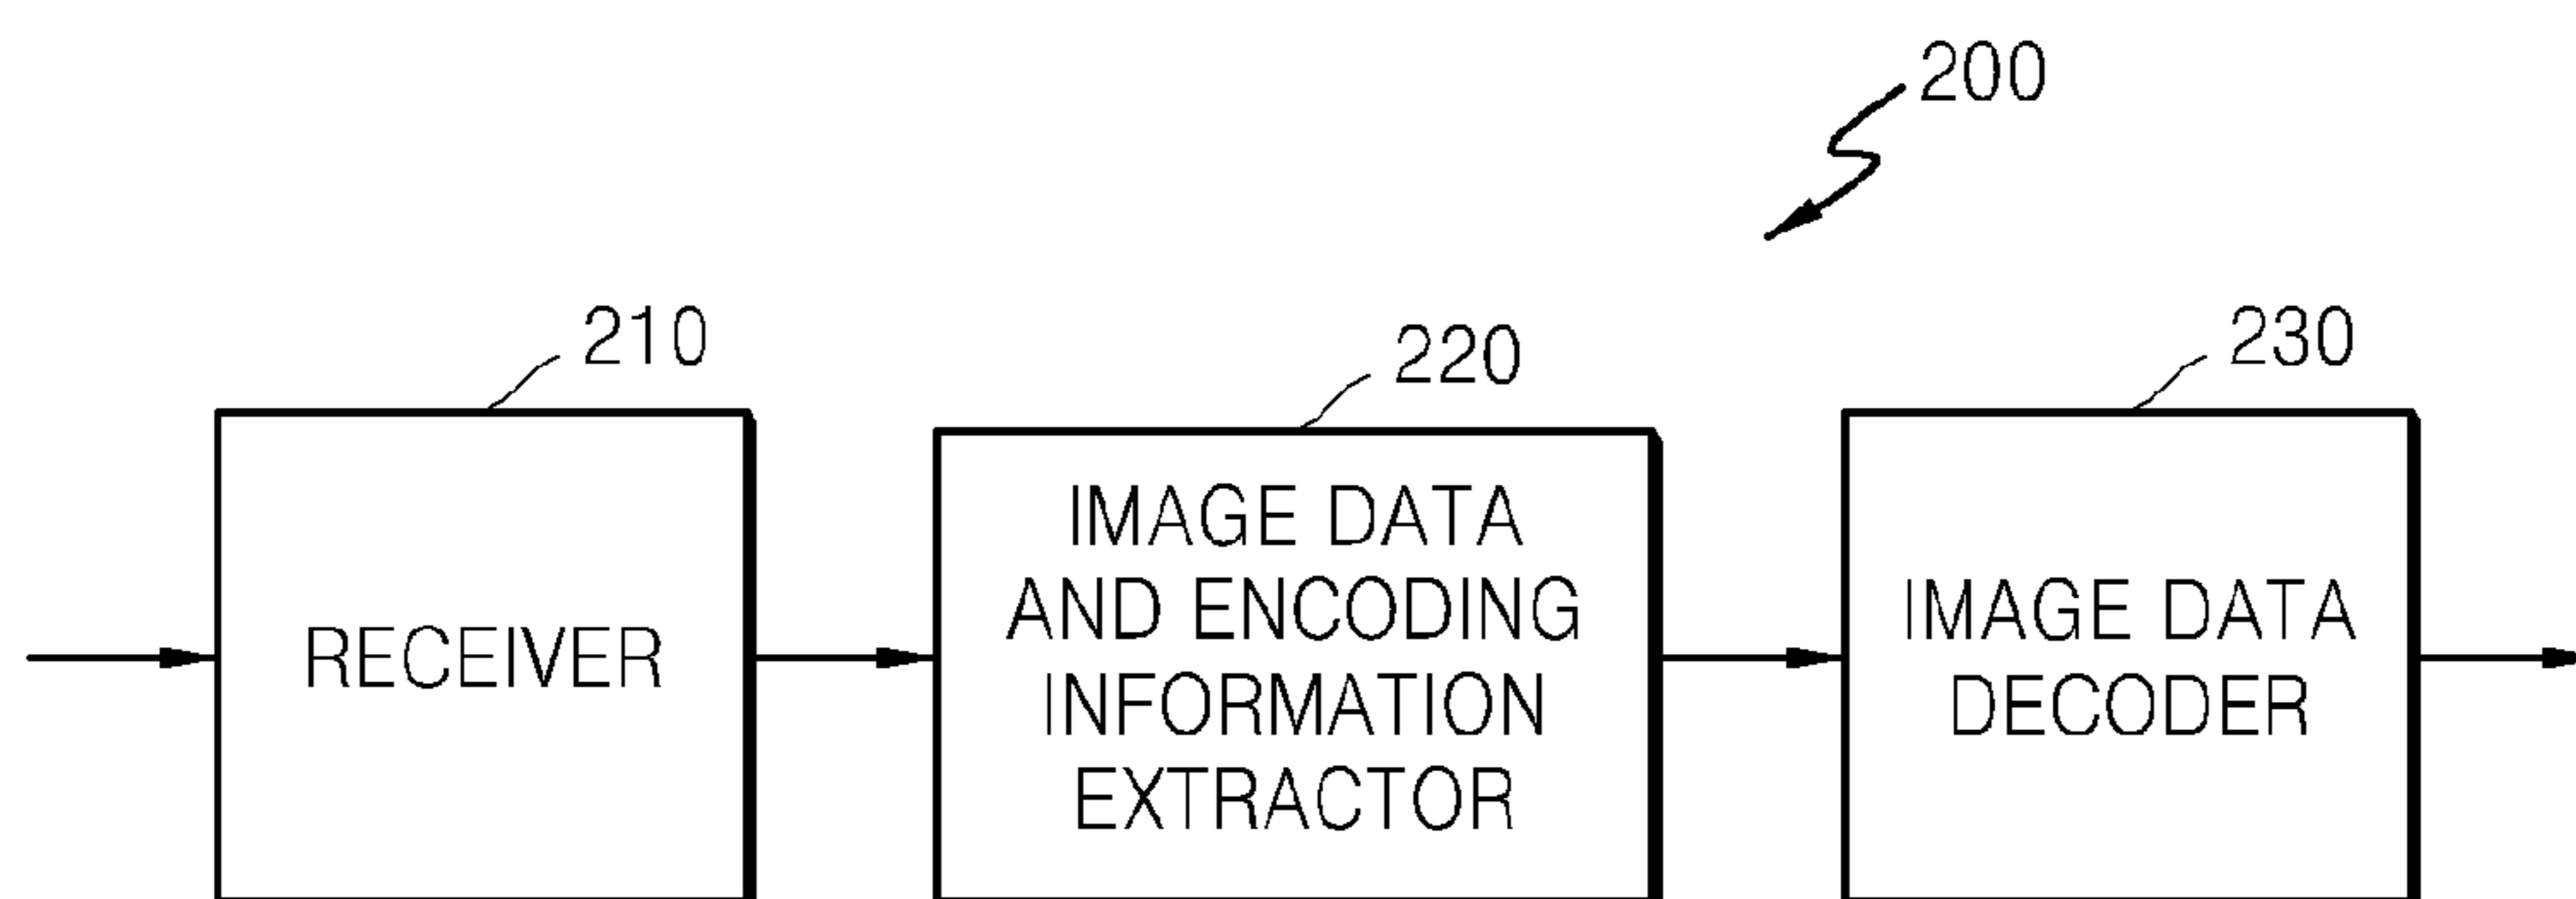 200
210
220
230
RECEIVER
IMAGE DATA
AND ENCODING
INFORMATION
EXTRACTOR
IMAGE DATA
DECODER